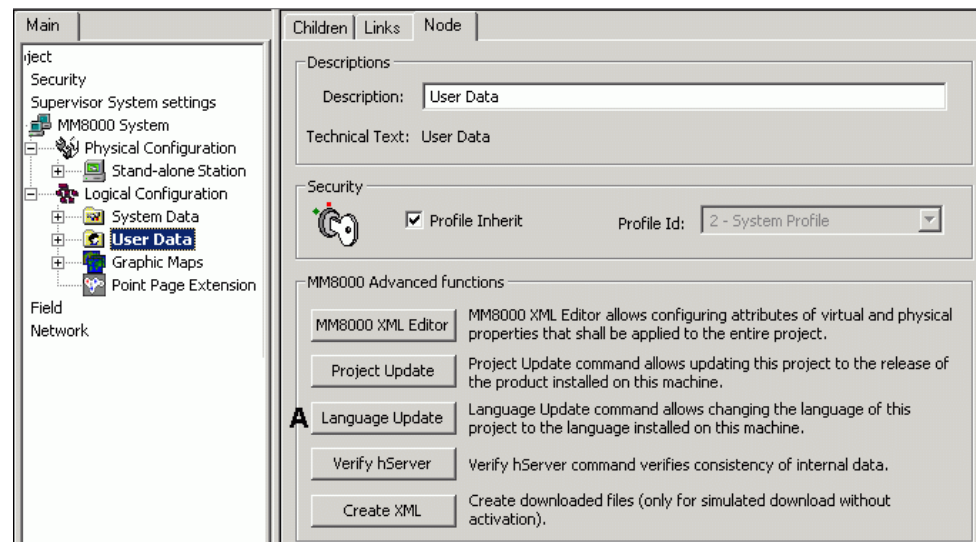 Main
ject
Security
Supervisor System settings
MM8000 System
Physical Configuration
Stand-alone Station
Logical Configuration
System Data
User Data
Graphic Maps
Point Page Extension
Field
Network
Children Links Node
Descriptions
Description: User Data
Technical Text: User Data
Security
Profile Inherit Profile Id: 2 - System Profile
MM8000 Advanced functions
MM8000 XML Editor
MM8000 XML Editor allows configuring attributes of virtual and physical
properties that shall be applied to the entire project.
Project Update
Project Update command allows updating this project to the release of
the product installed on this machine.
A Language Update
Language Update command allows changing the language of this
project to the language installed on this machine.
Verify hServer
Verify hServer command verifies consistency of internal data.
Create XML
Create downloaded files (only for simulated download without
activation).